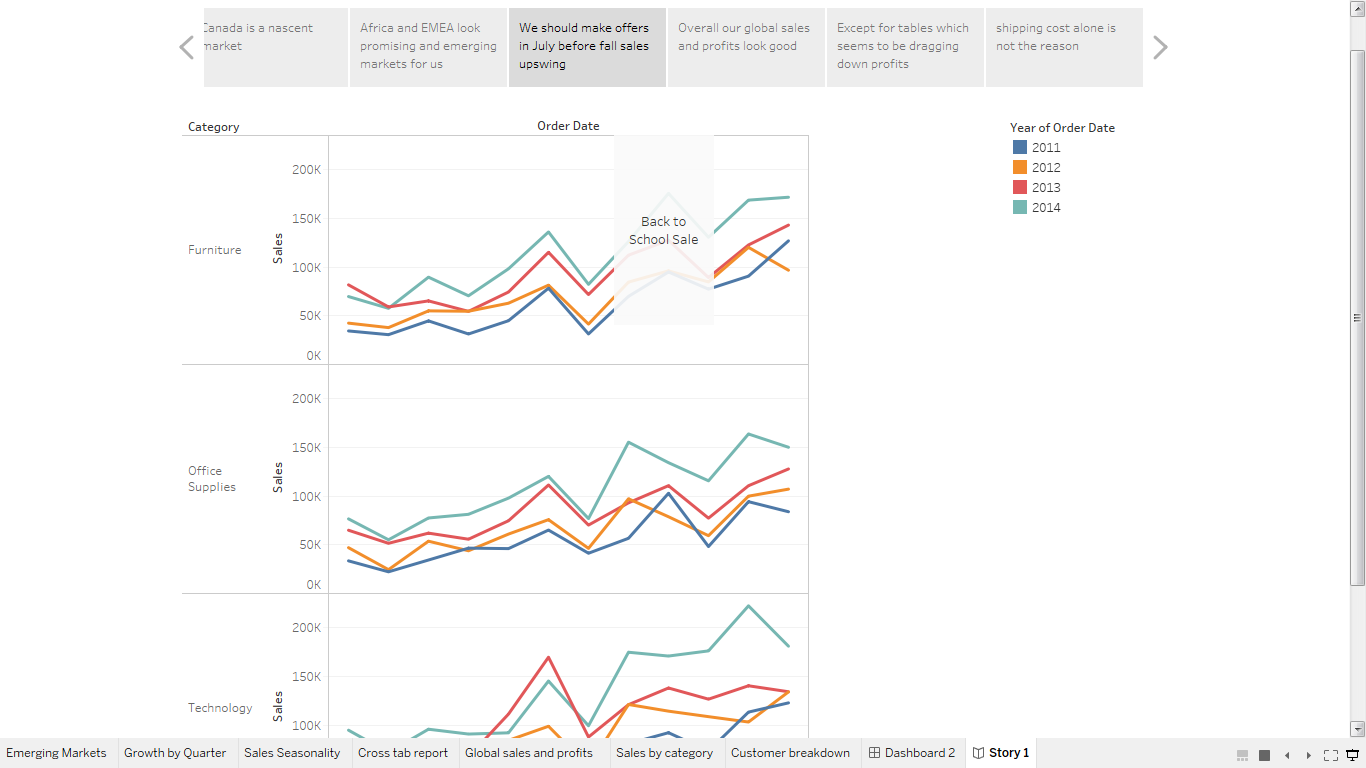 Canada is a nascent
market
Africa and EMEA look
promising and emerging
markets for us
We should make offers
in July before fall sales
upswing
Overall our global sales
and profits look good
Except for tables which
seems to be dragging
down profits
shipping cost alone is
not the reason
Category
Order Date
Year of Order Date
2011
2012
2013
2014
Furniture
Sales
200K
150K
100K
50K
0K
Back to
School Sale
Office
Supplies
Sales
200K
150K
100K
50K
0K
Technology
Sales
200K
150K
100K
Emerging Markets
Growth by Quarter
Sales Seasonality
Cross tab report
Global sales and profits
Sales by category
Customer breakdown
Dashboard 2
Story 1